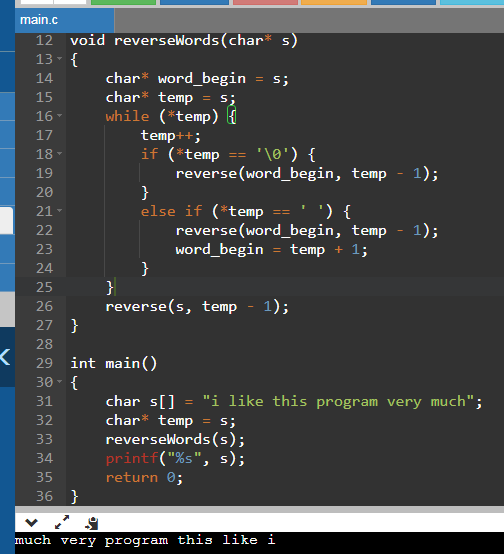 main.c
12 void reverseWords(char* s)
13 {
14     char* word_begin = s;
15     char* temp = s;
16     while (*temp) {
17         temp++;
18         if (*temp == '\0') {
19             reverse(word_begin, temp - 1);
20         }
21         else if (*temp == ' ') {
22             reverse(word_begin, temp - 1);
23             word_begin = temp + 1;
24         }
25     }
26     reverse(s, temp - 1);
27 }
28
29 int main()
30 {
31     char s[] = "i like this program very much";
32     char* temp = s;
33     reverseWords(s);
34     printf("%s", s);
35     return 0;
36 }
much very program this like i